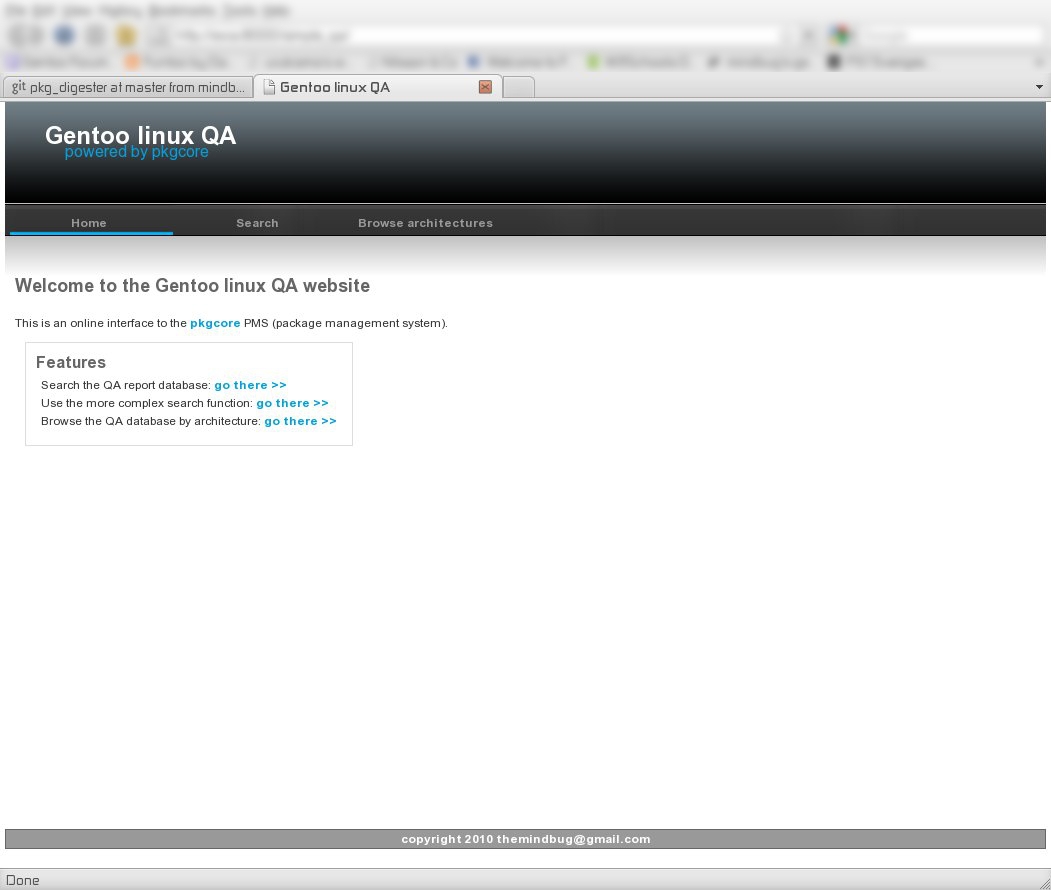 git pkg_digester at master from mindb...
Gentoo linux QA
Gentoo linux QA
powered by pkgcore
Home Search Browse architectures
Welcome to the Gentoo linux QA website
This is an online interface to the pkgcore PMS (package management system).
Features
Search the QA report database: go there >>
Use the more complex search function: go there >>
Browse the QA database by architecture: go there >>
copyright 2010 themindbug@gmail.com
Done